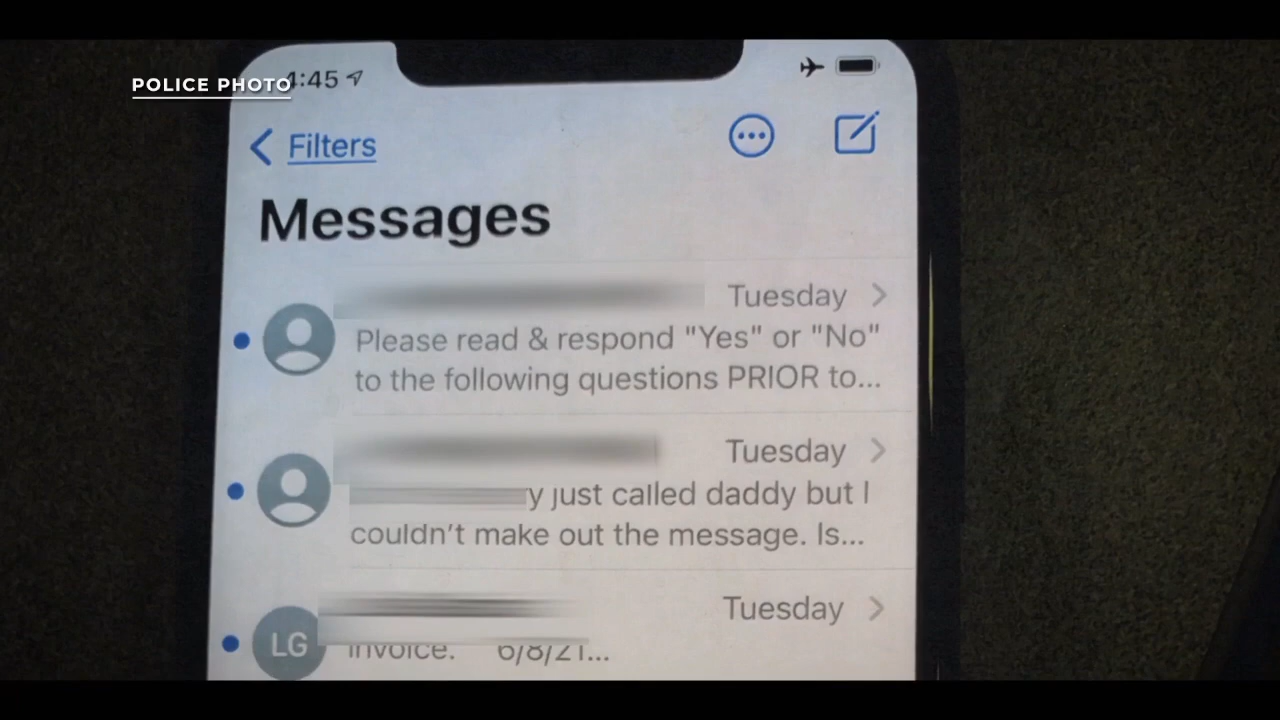 POLICE PHOTO
4:45
Filters
Messages
Tuesday
Please read & respond "Yes" or "No"
to the following questions PRIOR to...
Tuesday
y just called daddy but I
couldn't make out the message. Is...
Tuesday
LG
invoice. 6/8/21...